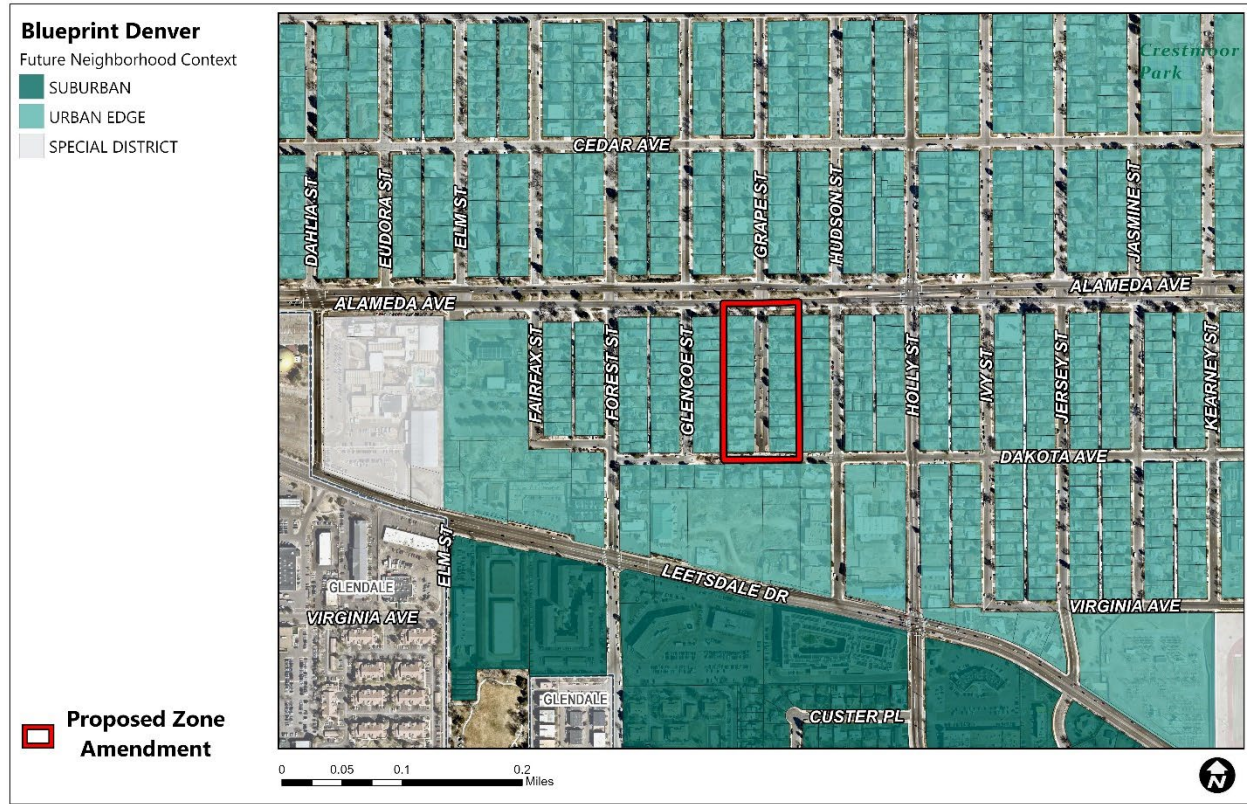 Blueprint Denver
Future Neighborhood Context
SUBURBAN
URBAN EDGE
SPECIAL DISTRICT
Proposed Zone
Amendment
Crestmoor
Park
CEDAR AVE
DAHLIA ST
EUDORA ST
ELM ST
GRAPE ST
HUDSON ST
JASMINE ST
ALAMEDA AVE
ALAMEDA AVE
FAIRFAX ST
FOREST ST
GLENCOE ST
HOLLY ST
IVY ST
JERSEY ST
KEARNEY ST
DAKOTA AVE
ELM ST
LEETSDALE DR
GLENDALE
VIRGINIA AVE
VIRGINIA AVE
GLENDALE
CUSTER PL
0 0.05 0.1 0.2
Miles
N